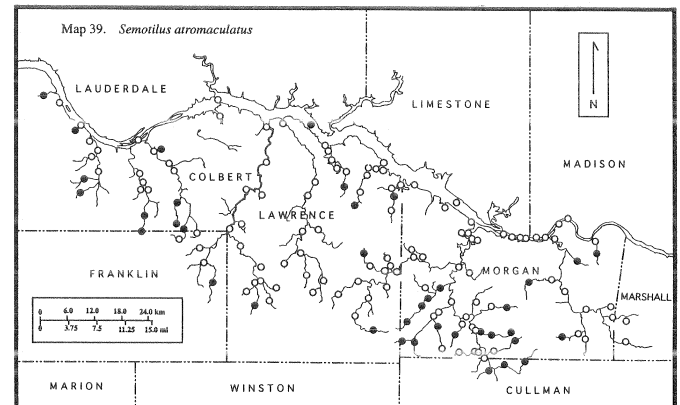 Map 39. Semotilus atromaculatus
LAUDERDALE
LIMESTONE
N
MADISON
COLBERT
LAWRENCE
FRANKLIN
MORGAN
MARSHALL
0 6.0 12.0 18.0 24.0 km
0 3.75 7.5 11.25 15.0 mi
MARION
WINSTON
CULLMAN